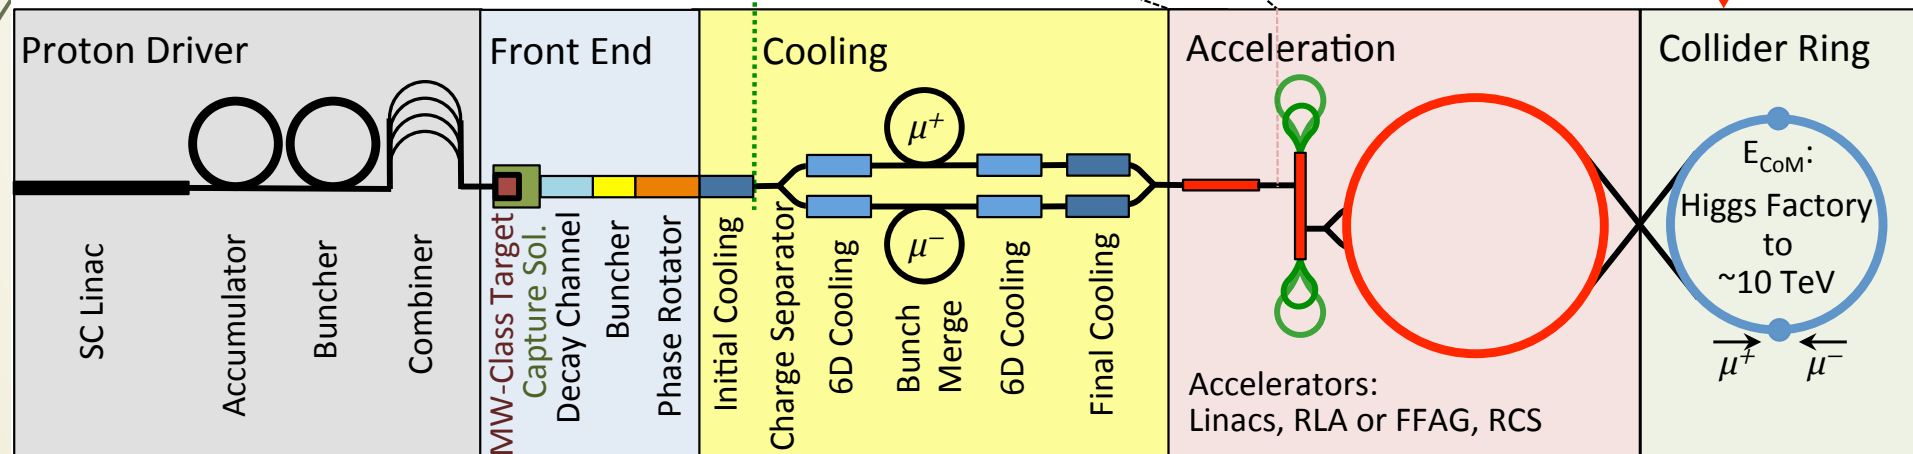 Proton Driver
Front End
Cooling
Acceleration
Collider Ring
SC Linac
Accumulator
Buncher
Combiner
MW-Class Target
Capture Sol.
Decay Channel
Buncher
Phase Rotator
Initial Cooling
Charge Separator
6D Cooling
μ+
μ−
Bunch
Merge
6D Cooling
Final Cooling
Accelerators:
Linacs, RLA or FFAG, RCS
ECoM:
Higgs Factory
to
~10 TeV
μ+ μ−